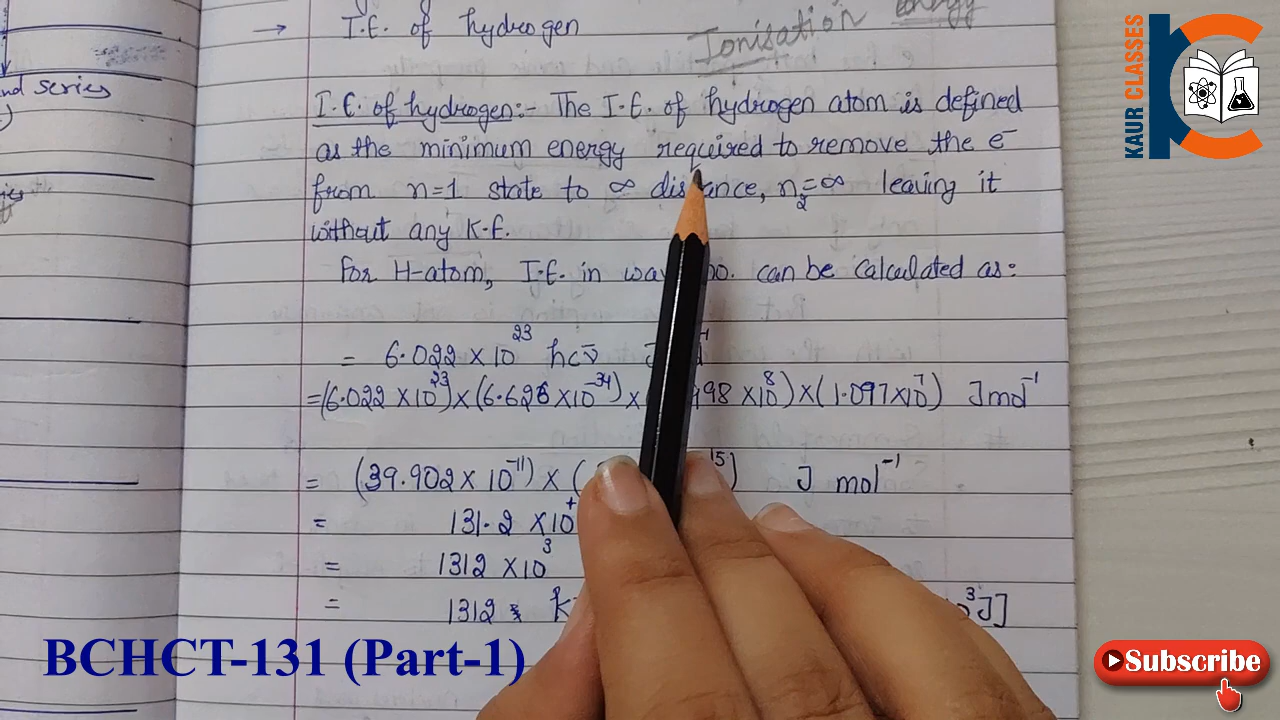 → I.E. of hydrogen
Ionisation energy
and series
I.E. of hydrogen:- The I.E. of hydrogen atom is defined
as the minimum energy required to remove the e⁻
from n=1 state to ∞ distance, n₂=∞ leaving it
without any K.E.
For H-atom, I.E. in no. can be calculated as:
= 6.022 × 10²³ hcν̄ J
=(6.022 × 10²³) × (6.626 × 10⁻³⁴) × 998 × 10⁸) × (1.097 × 10⁷) J mol⁻¹
= (39.902 × 10⁻¹¹) × ( 15) J mol⁻¹
= 131.2 × 10⁴
= 1312 × 10³
= 1312 k 10³ J]
KAUR CLASSES
BCHCT-131 (Part-1)
Subscribe